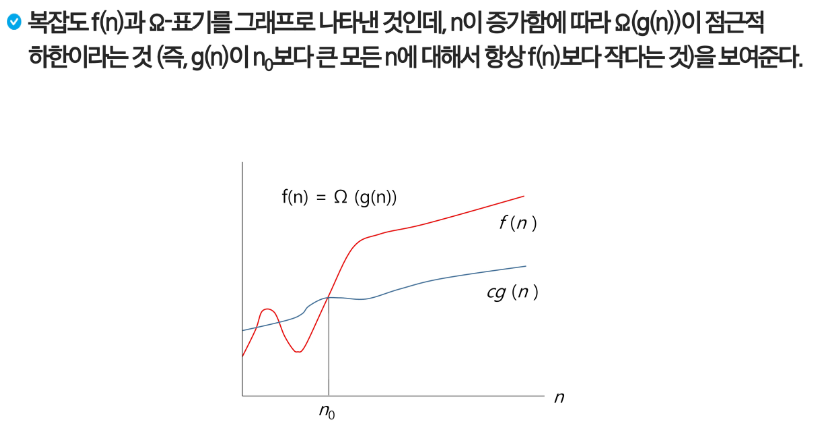 복잡도 f(n)과 Ω-표기를 그래프로 나타낸 것인데, n이 증가함에 따라 Ω(g(n))이 점근적
하한이라는 것 (즉, g(n)이 n₀보다 큰 모든 n에 대해서 항상 f(n)보다 작다는 것)을 보여준다.
f(n) = Ω (g(n))
f (n )
cg (n )
n
n₀